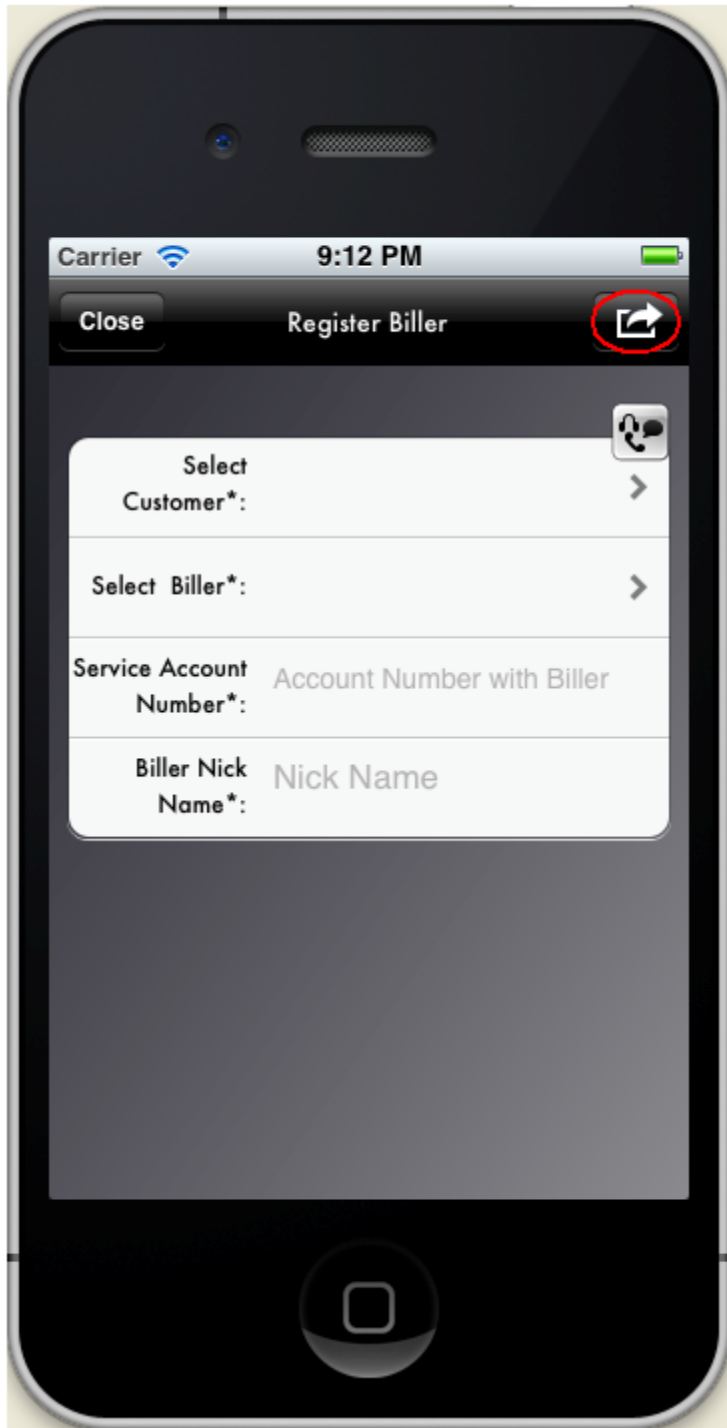 Carrier 9:12 PM
Close Register Biller
Select
Customer*:
Select Biller*:
Service Account
Number*:
Account Number with Biller
Biller Nick
Name*:
Nick Name